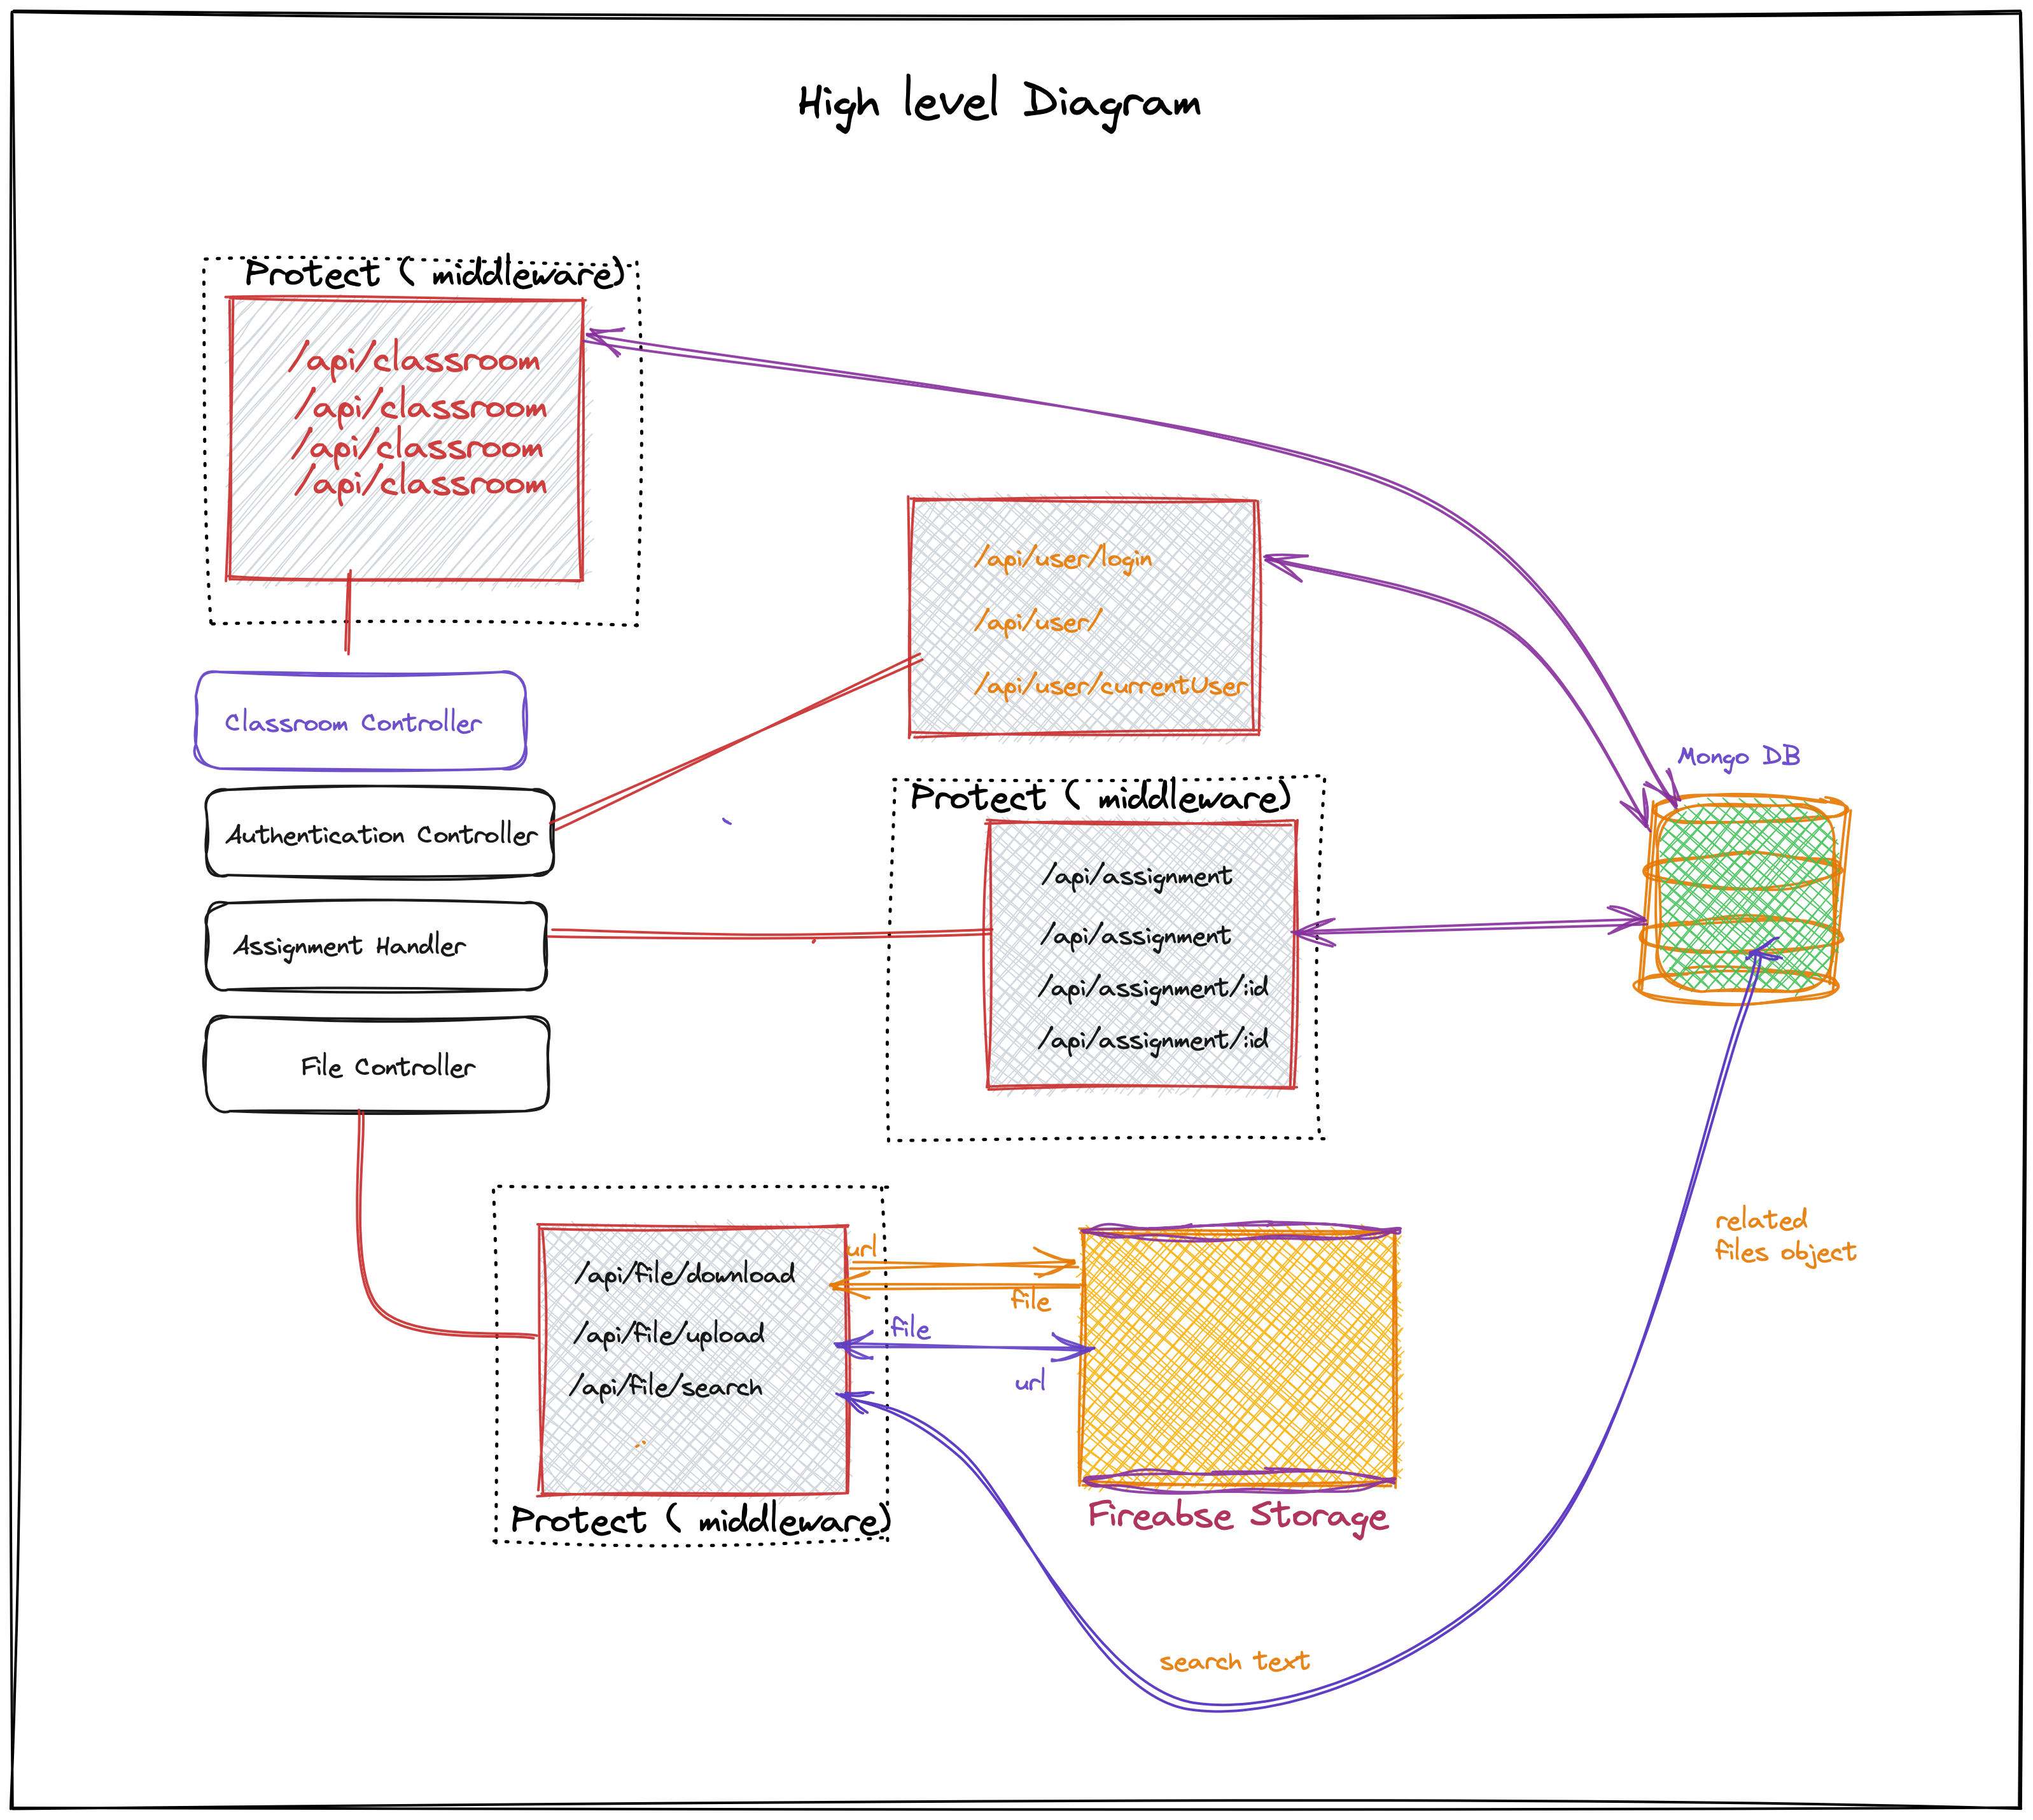 High level Diagram
Protect ( middleware)
/api/classroom
/api/classroom
/api/classroom
/api/classroom
Classroom Controller
Authentication Controller
Assignment Handler
File Controller
/api/user/login
/api/user/
/api/user/currentUser
Protect ( middleware)
/api/assignment
/api/assignment
/api/assignment/:id
/api/assignment/:id
Mongo DB
/api/file/download
/api/file/upload
/api/file/search
Protect ( middleware)
url
file
file
url
Fireabse Storage
related
files object
search text